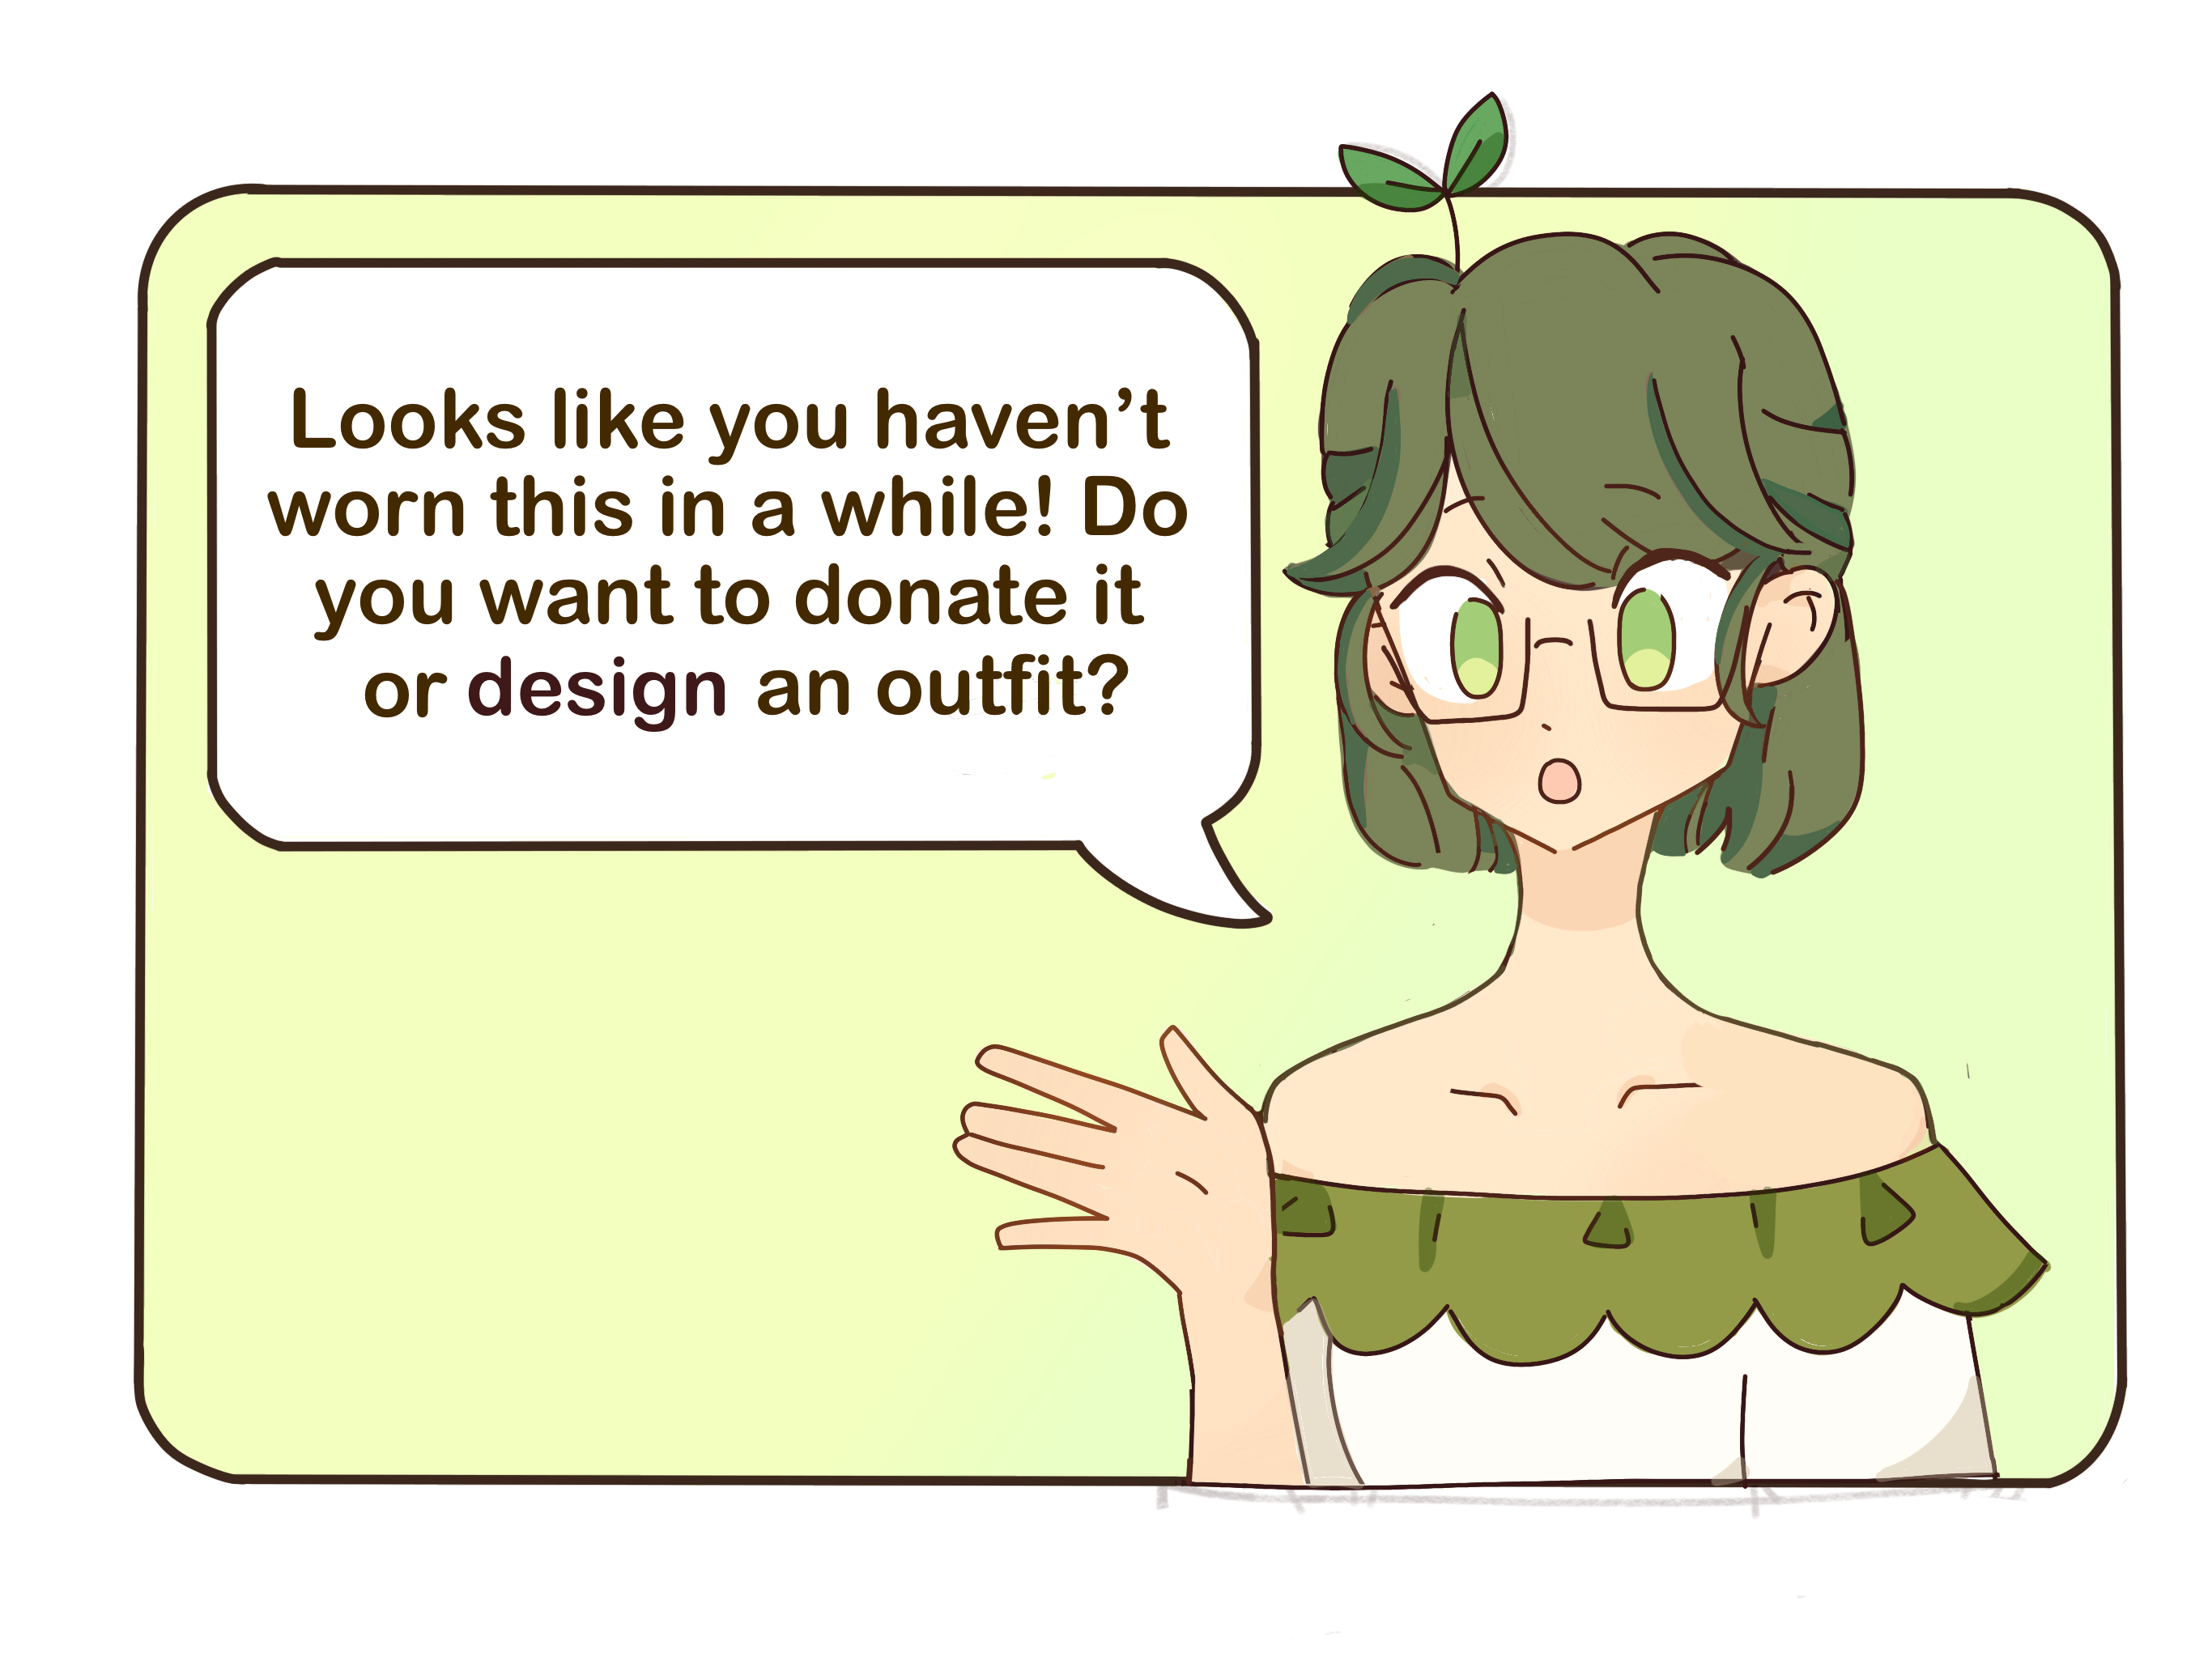 Looks like you haven’t
worn this in a while! Do
you want to donate it
or design an outfit?